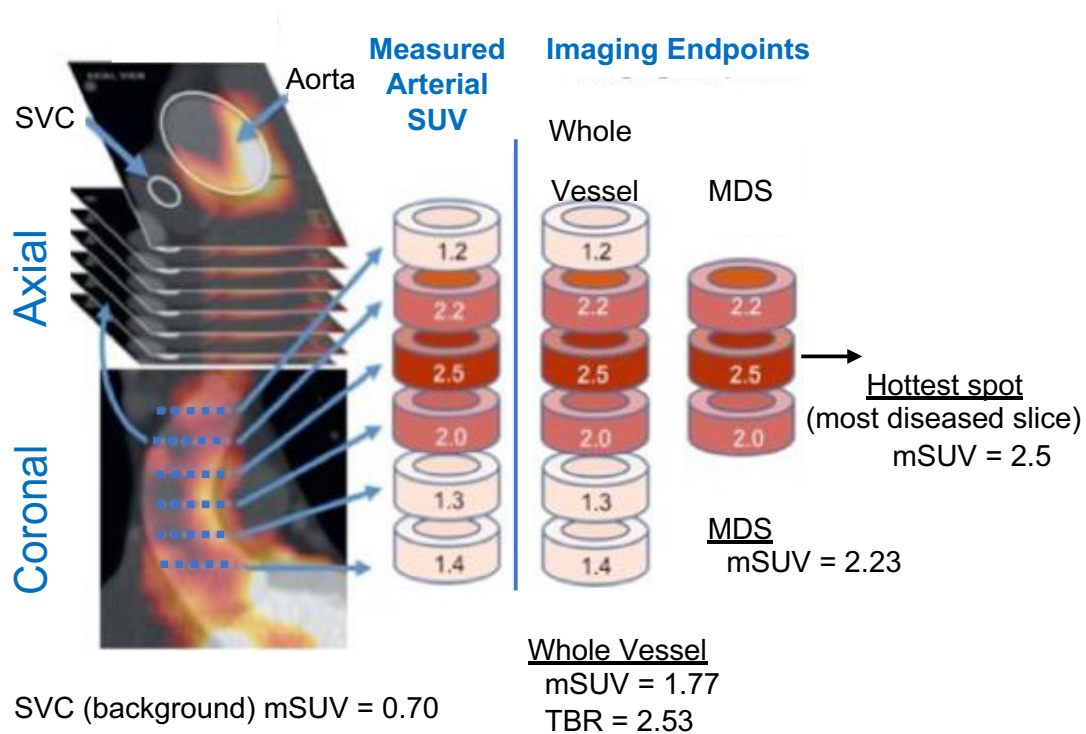 Measured
Arterial
SUV
Imaging Endpoints
AXIAL VIEW
Aorta
SVC
Whole
Vessel
MDS
Axial
Coronal
1.2
2.2
2.5
2.0
1.3
1.4
1.2
2.2
2.5
2.0
1.3
1.4
2.2
2.5
2.0
Hottest spot
(most diseased slice)
mSUV = 2.5
MDS
mSUV = 2.23
Whole Vessel
mSUV = 1.77
TBR = 2.53
SVC (background) mSUV = 0.70